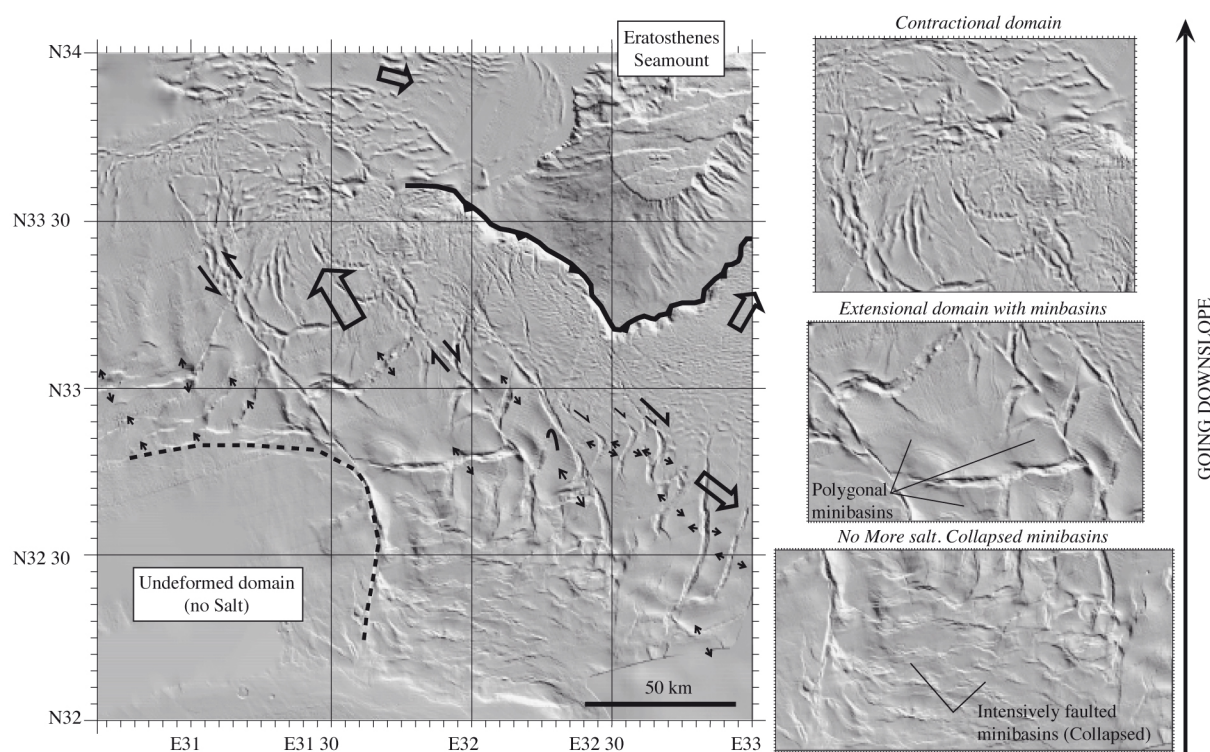 Eratosthenes
Seamount
N34
N33 30
N33
N32 30
N32
Undeformed domain
(no Salt)
50 km
E31
E31 30
E32
E32 30
E33
Contractional domain
Extensional domain with minbasins
Polygonal
minibasins
No More salt. Collapsed minibasins
Intensively faulted
minibasins (Collapsed)
GOING DOWNSLOPE